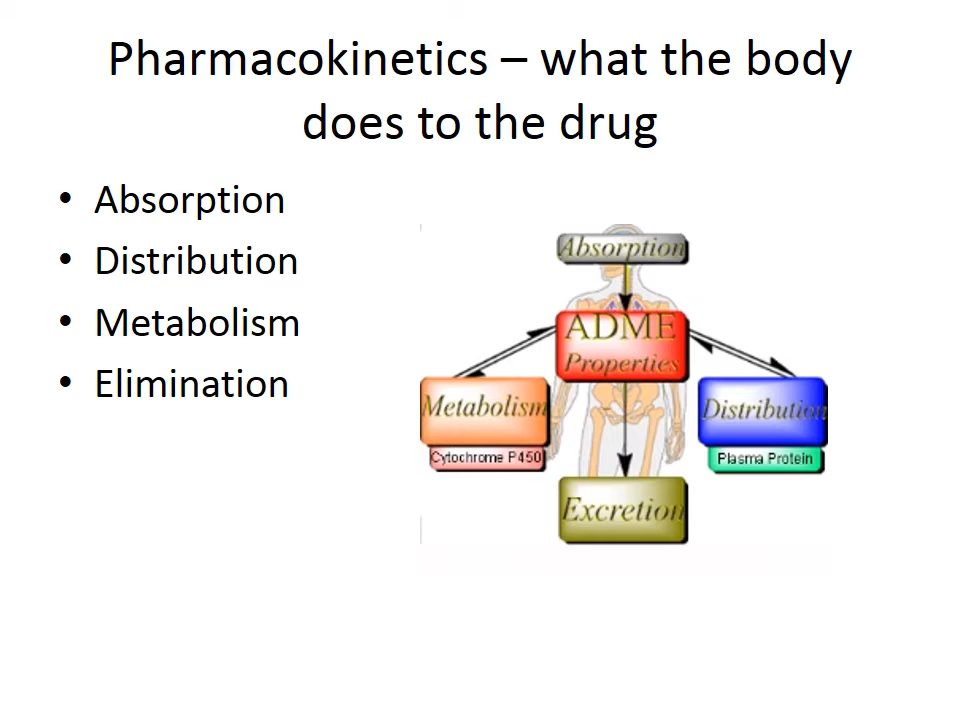 Pharmacokinetics – what the body
does to the drug
• Absorption
• Distribution
• Metabolism
• Elimination
Absorption
ADME
Properties
Metabolism
Cytochrome P450
Distribution
Plasma Protein
Excretion